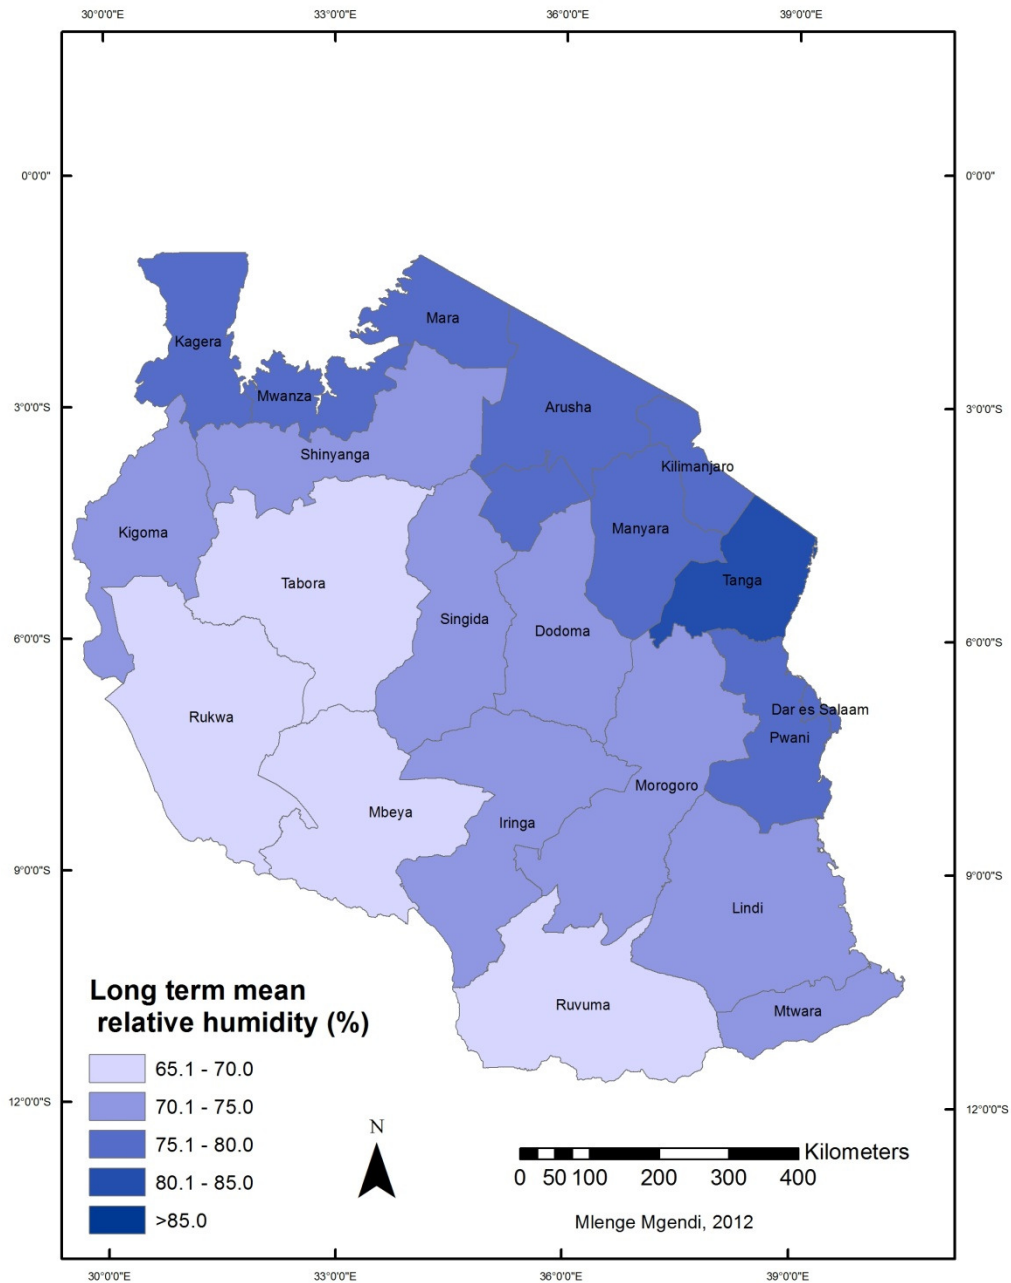 30°0'0"E 33°0'0"E 36°0'0"E 39°0'0"E
0°0'0" 0°0'0"
Mara
Kagera
Mwanza
Arusha
3°0'0"S 3°0'0"S
Shinyanga
Kilimanjaro
Kigoma
Manyara
Tabora
Tanga
Singida
Dodoma
6°0'0"S 6°0'0"S
Dar es Salaam
Rukwa
Pwani
Morogoro
Mbeya
Iringa
9°0'0"S 9°0'0"S
Lindi
Ruvuma
Mtwara
Long term mean
relative humidity (%)
65.1 - 70.0
70.1 - 75.0
75.1 - 80.0
80.1 - 85.0
>85.0
12°0'0"S 12°0'0"S
N
Kilometers
0 50 100 200 300 400
Mlenge Mgendi, 2012
30°0'0"E 33°0'0"E 36°0'0"E 39°0'0"E